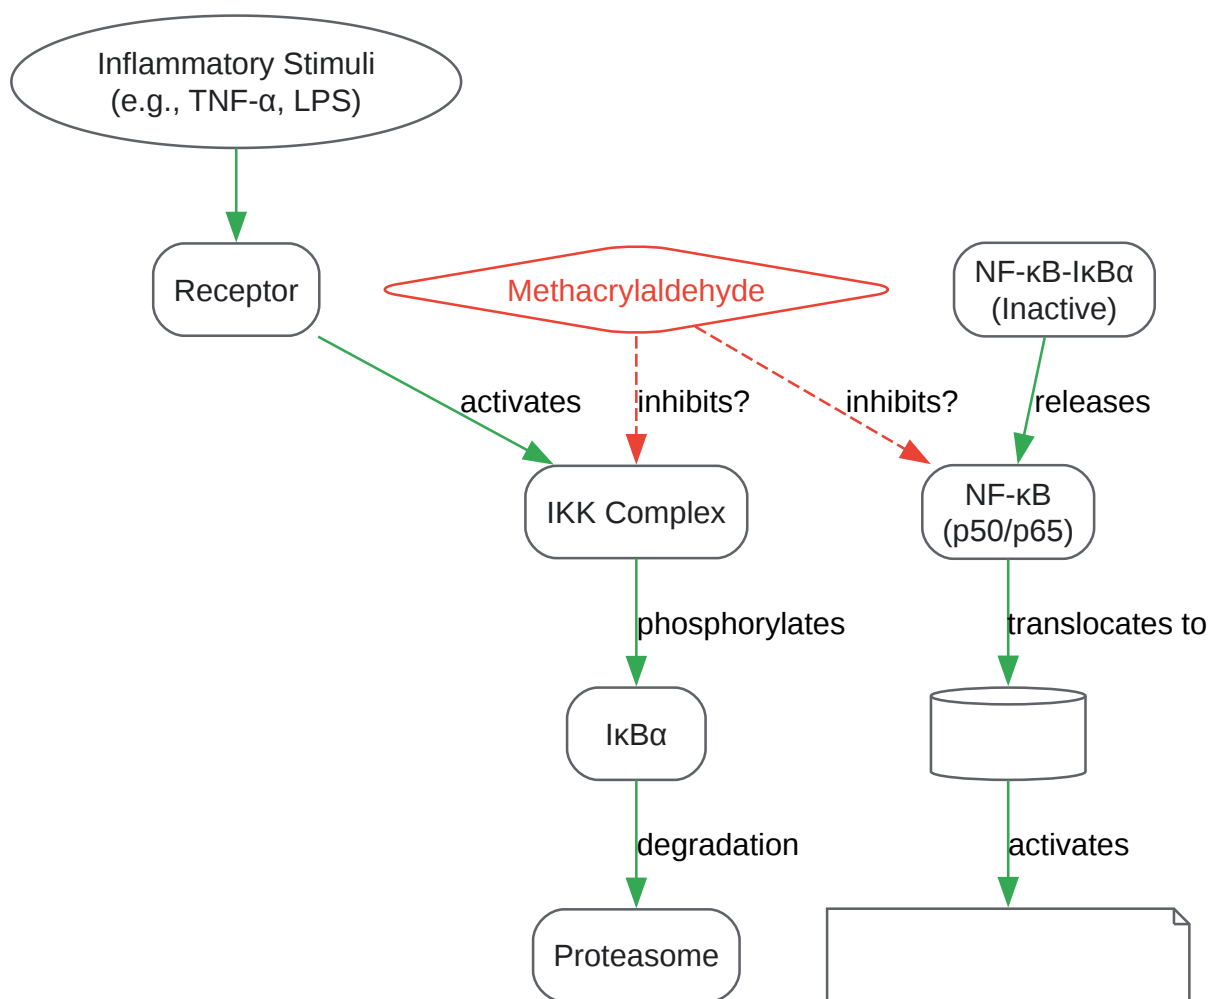 Inflammatory Stimuli
(e.g., TNF-α, LPS)
Receptor
Methacrylaldehyde
NF-κB-IκBα
(Inactive)
activates
inhibits?
inhibits?
releases
IKK Complex
NF-κB
(p50/p65)
phosphorylates
translocates to
IκBα
degradation
activates
Proteasome